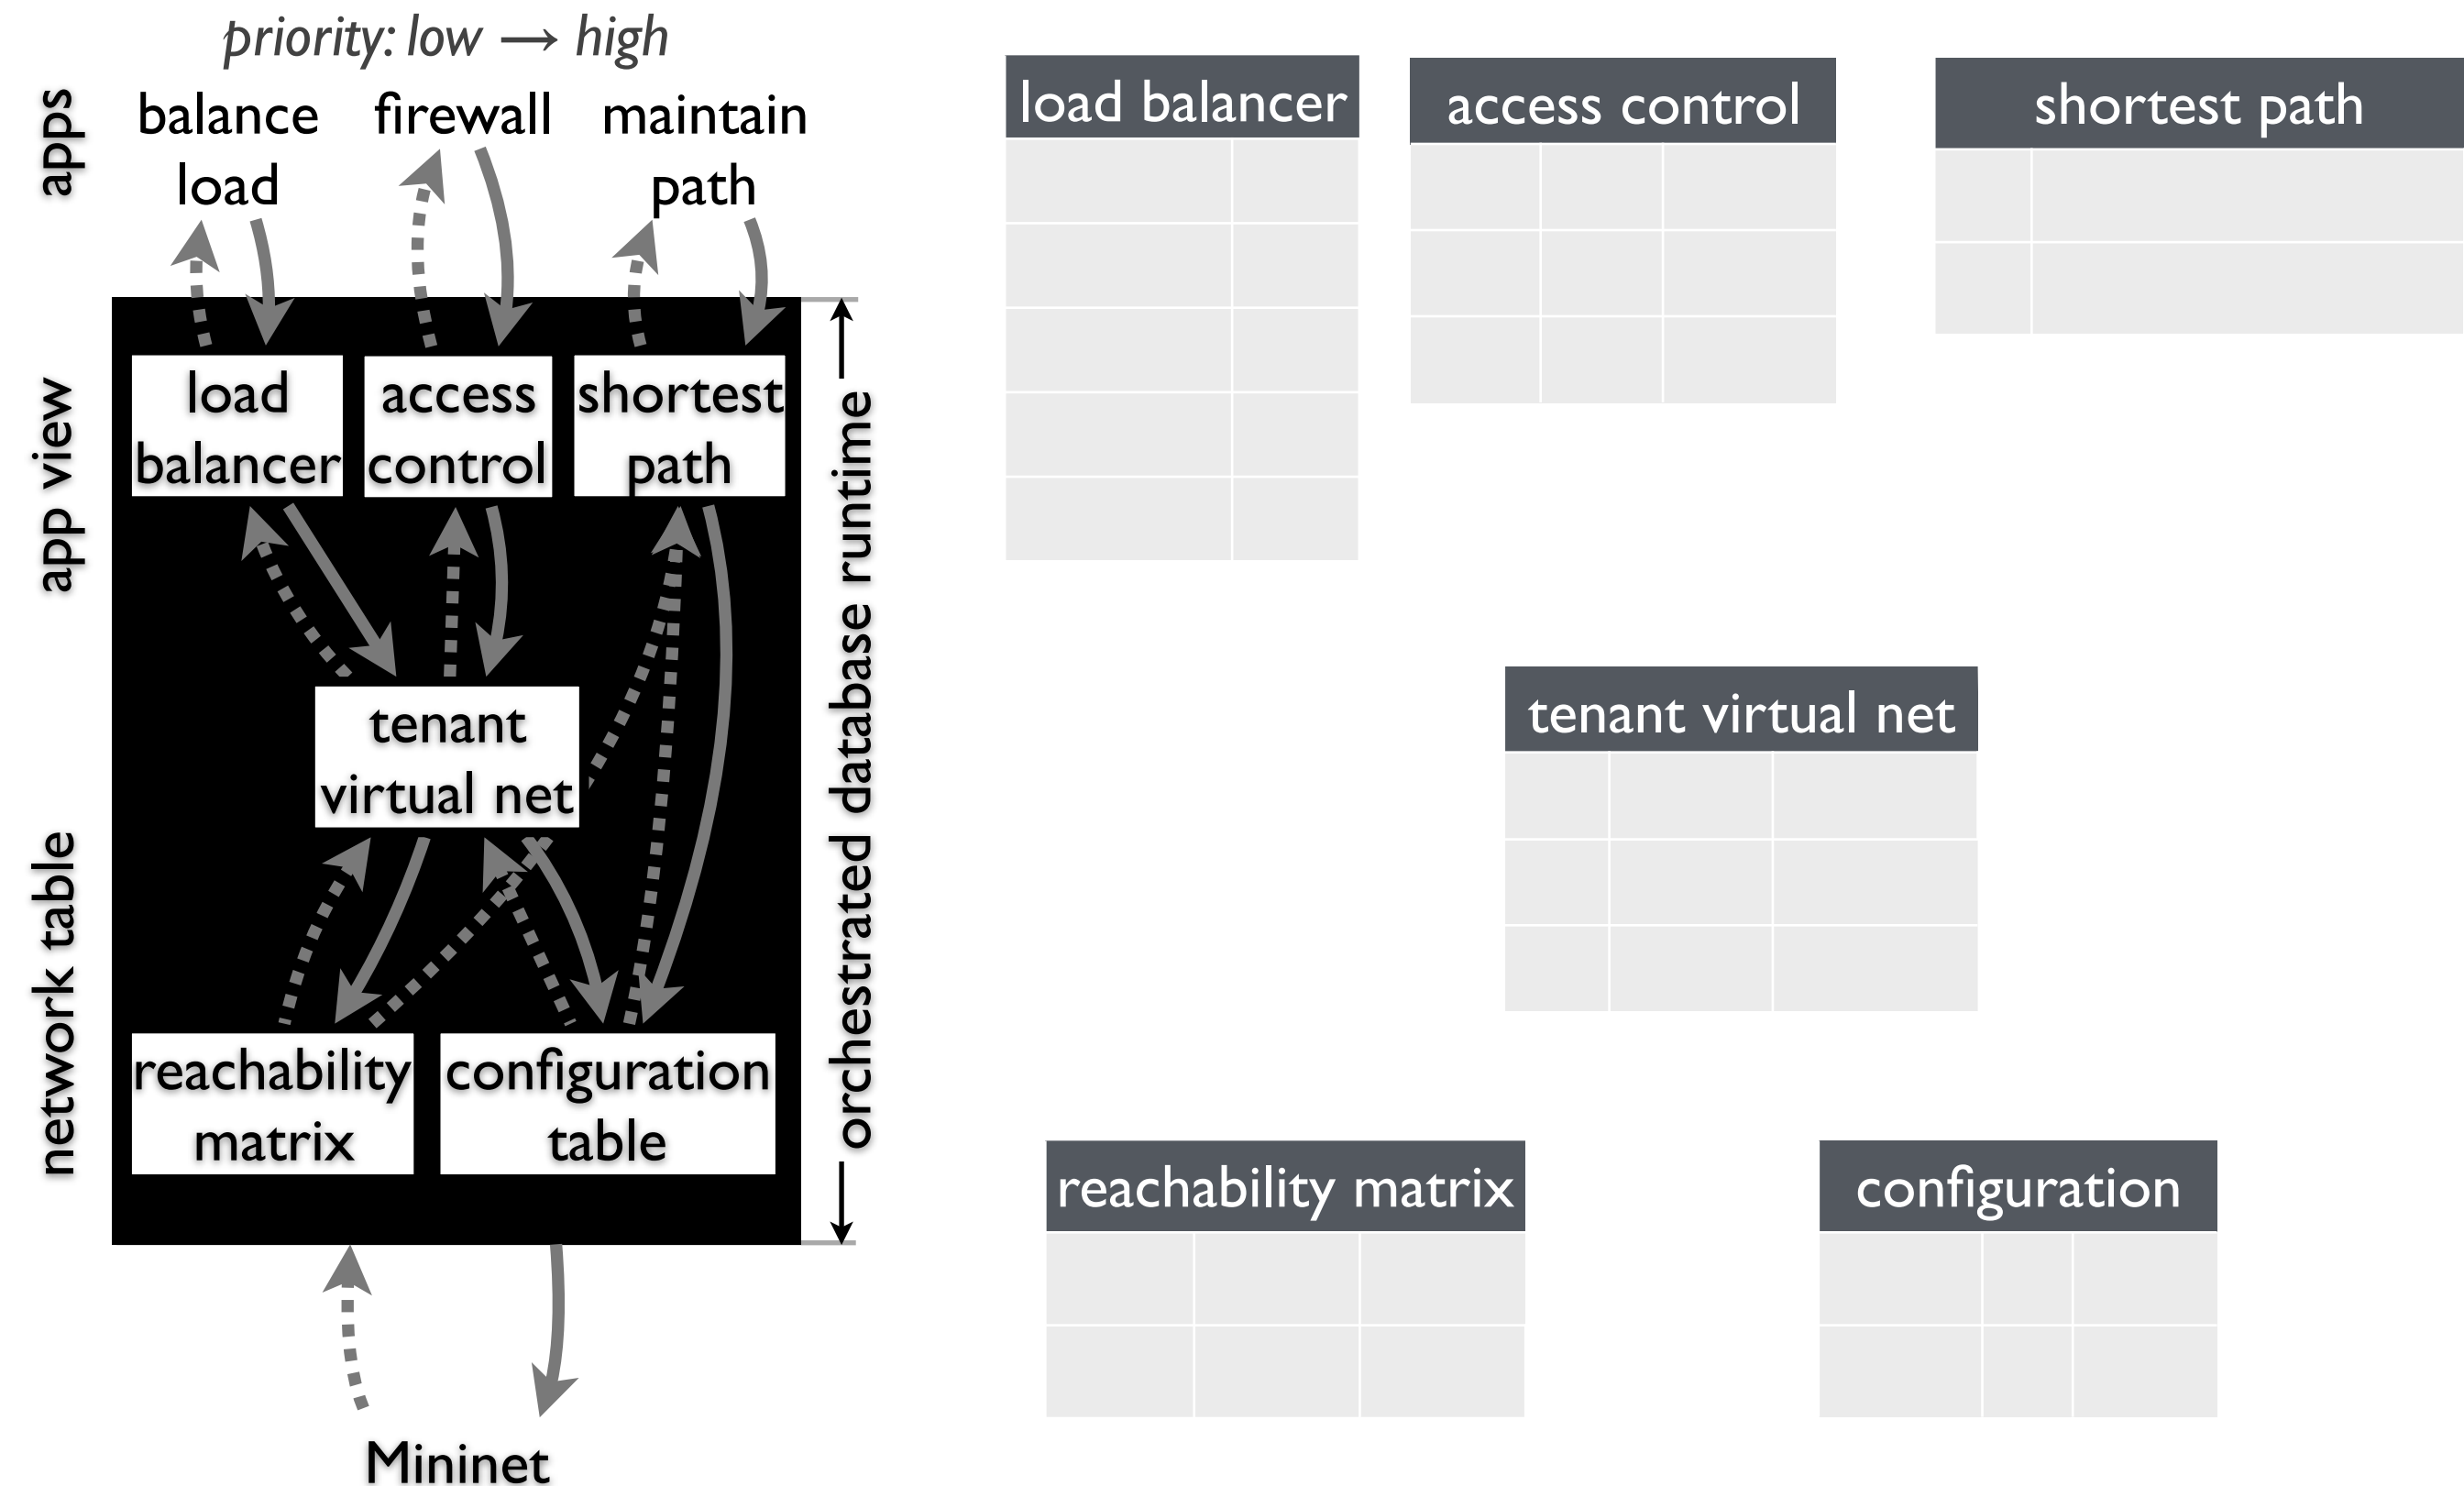 priority: low → high
apps
balance
load
firewall
maintain
path
app view
load
balancer
access
control
shortest
path
tenant
virtual net
network table
reachability
matrix
configuration
table
orchestrated database runtime
Mininet
load balancer
access control
shortest path
tenant virtual net
reachability matrix
configuration